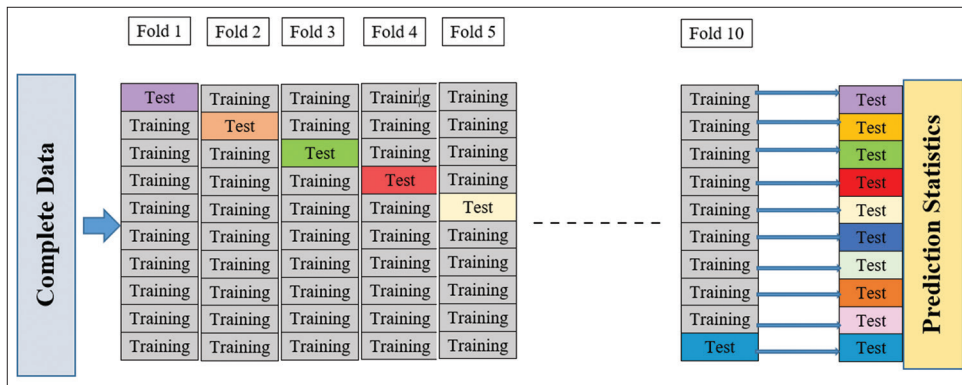 Fold 1 Fold 2 Fold 3 Fold 4 Fold 5 Fold 10
Complete Data
Test Training Training Training Training Training Test
Training Test Training Training Training Training Test
Training Training Test Training Training Training Test
Training Training Training Test Training Training Test
Training Training Training Training Test Training Test
Training Training Training Training Training Training Test
Training Training Training Training Training Training Test
Training Training Training Training Training Training Test
Training Training Training Training Training Training Test
Training Training Training Training Training Test Test
Prediction Statistics